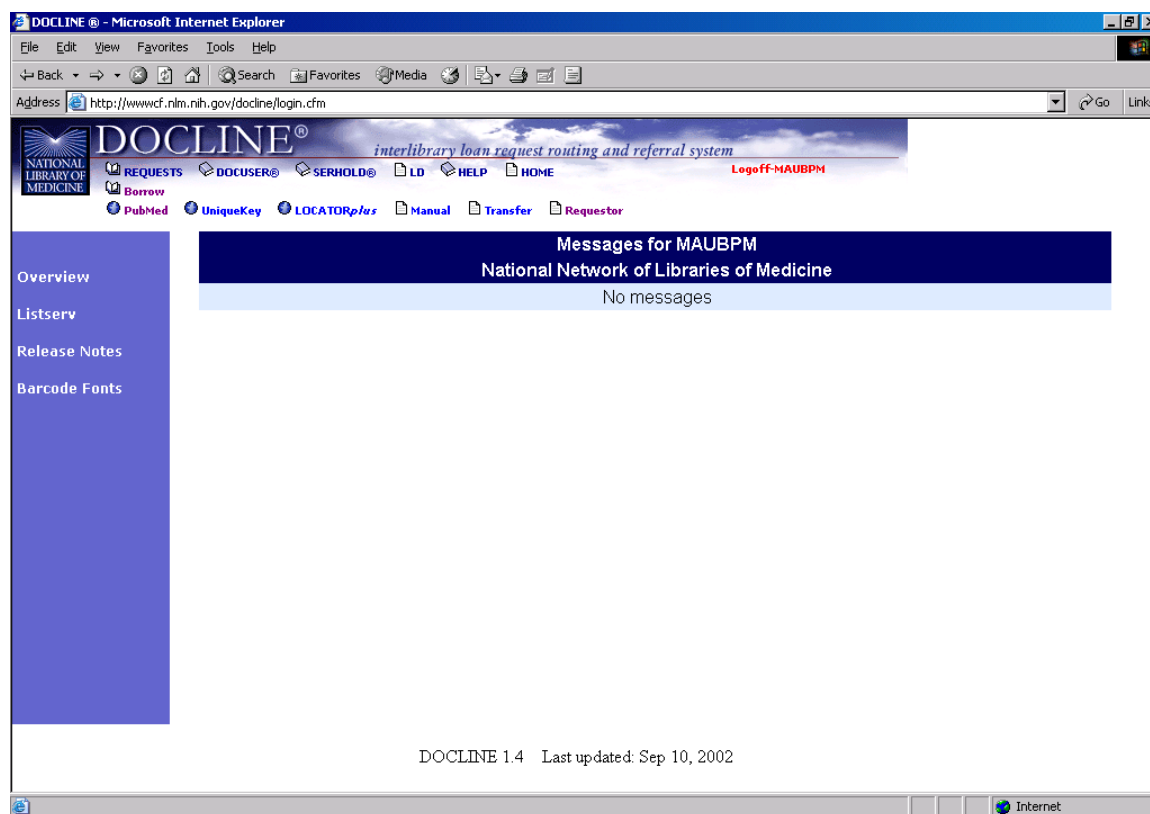 DOCLINE ® - Microsoft Internet Explorer
File Edit View Favorites Tools Help
Back Search Favorites Media
Address http://wwwcf.nlm.nih.gov/docline/login.cfm Go Link
NATIONAL LIBRARY OF MEDICINE
DOCLINE®
interlibrary loan request routing and referral system
REQUESTS DOCUSER® SERHOLD® LD HELP HOME Logoff-MAUBPM
Borrow
PubMed UniqueKey LOCATORplus Manual Transfer Requestor
Messages for MAUBPM
National Network of Libraries of Medicine
No messages
Overview
Listserv
Release Notes
Barcode Fonts
DOCLINE 1.4 Last updated: Sep 10, 2002
Internet